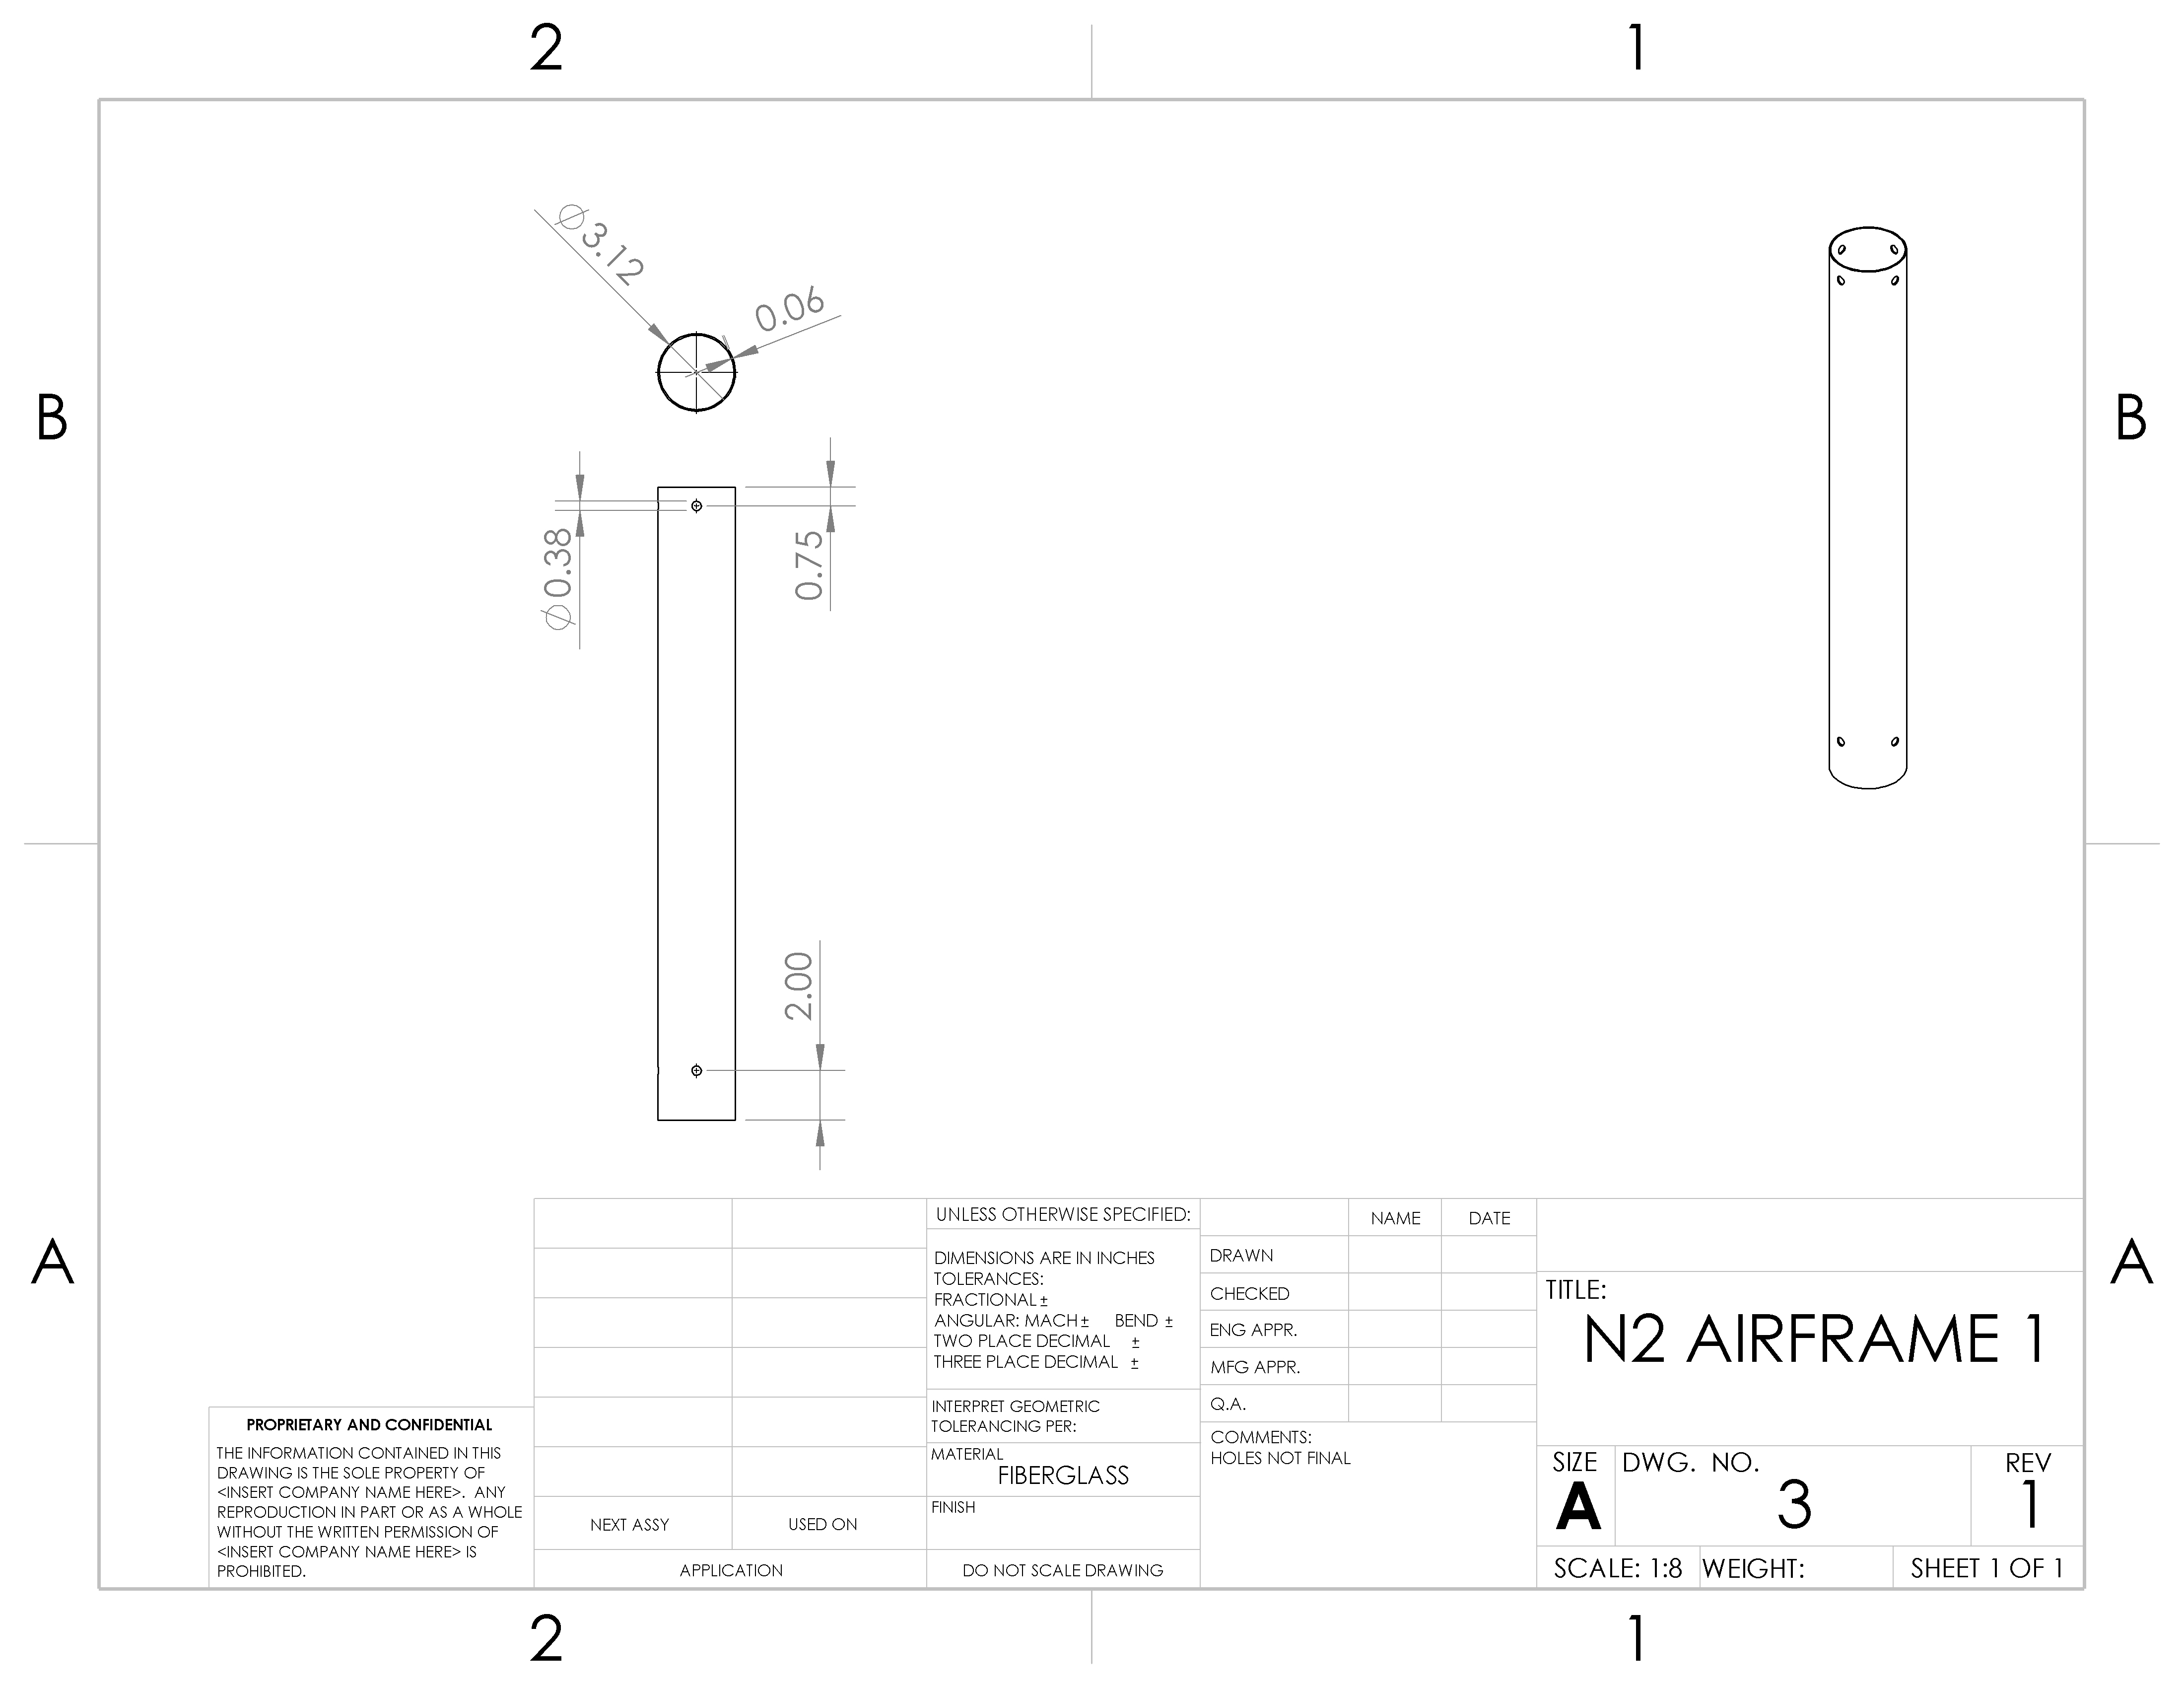 2
1
B
B
⌀3.12
0.06
⌀0.38
0.75
2.00
A
A
UNLESS OTHERWISE SPECIFIED:
DIMENSIONS ARE IN INCHES
TOLERANCES:
FRACTIONAL ±
ANGULAR: MACH ± BEND ±
TWO PLACE DECIMAL ±
THREE PLACE DECIMAL ±
INTERPRET GEOMETRIC
TOLERANCING PER:
MATERIAL
FIBERGLASS
FINISH
DO NOT SCALE DRAWING
NAME
DATE
DRAWN
CHECKED
ENG APPR.
MFG APPR.
Q.A.
COMMENTS:
HOLES NOT FINAL
TITLE:
N2 AIRFRAME 1
SIZE
A
DWG. NO.
3
REV
1
SCALE: 1:8
WEIGHT:
SHEET 1 OF 1
PROPRIETARY AND CONFIDENTIAL
THE INFORMATION CONTAINED IN THIS
DRAWING IS THE SOLE PROPERTY OF
<INSERT COMPANY NAME HERE>. ANY
REPRODUCTION IN PART OR AS A WHOLE
WITHOUT THE WRITTEN PERMISSION OF
<INSERT COMPANY NAME HERE> IS
PROHIBITED.
NEXT ASSY
USED ON
APPLICATION
2
1